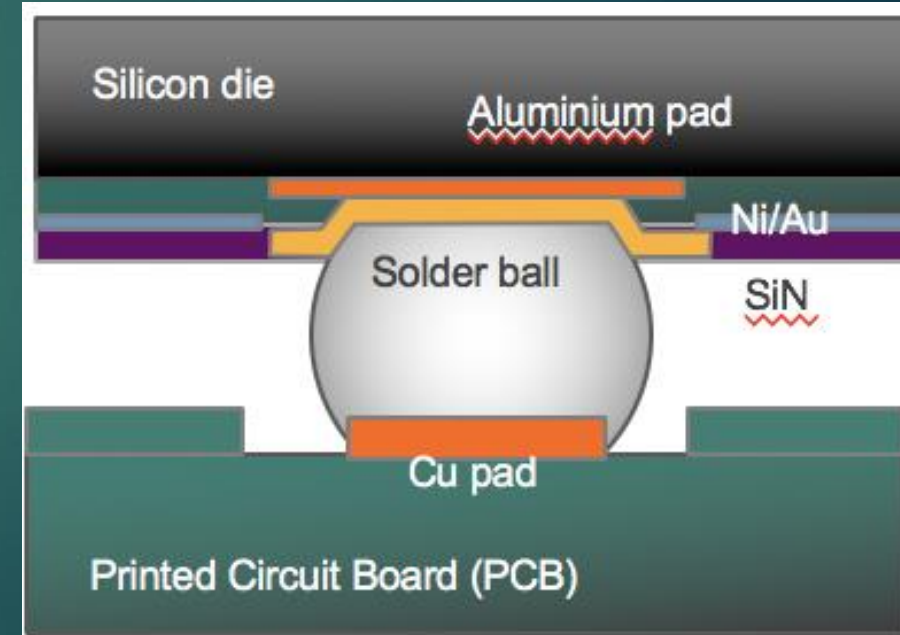 Silicon die
Aluminium pad
Ni/Au
Solder ball
SiN
Cu pad
Printed Circuit Board (PCB)